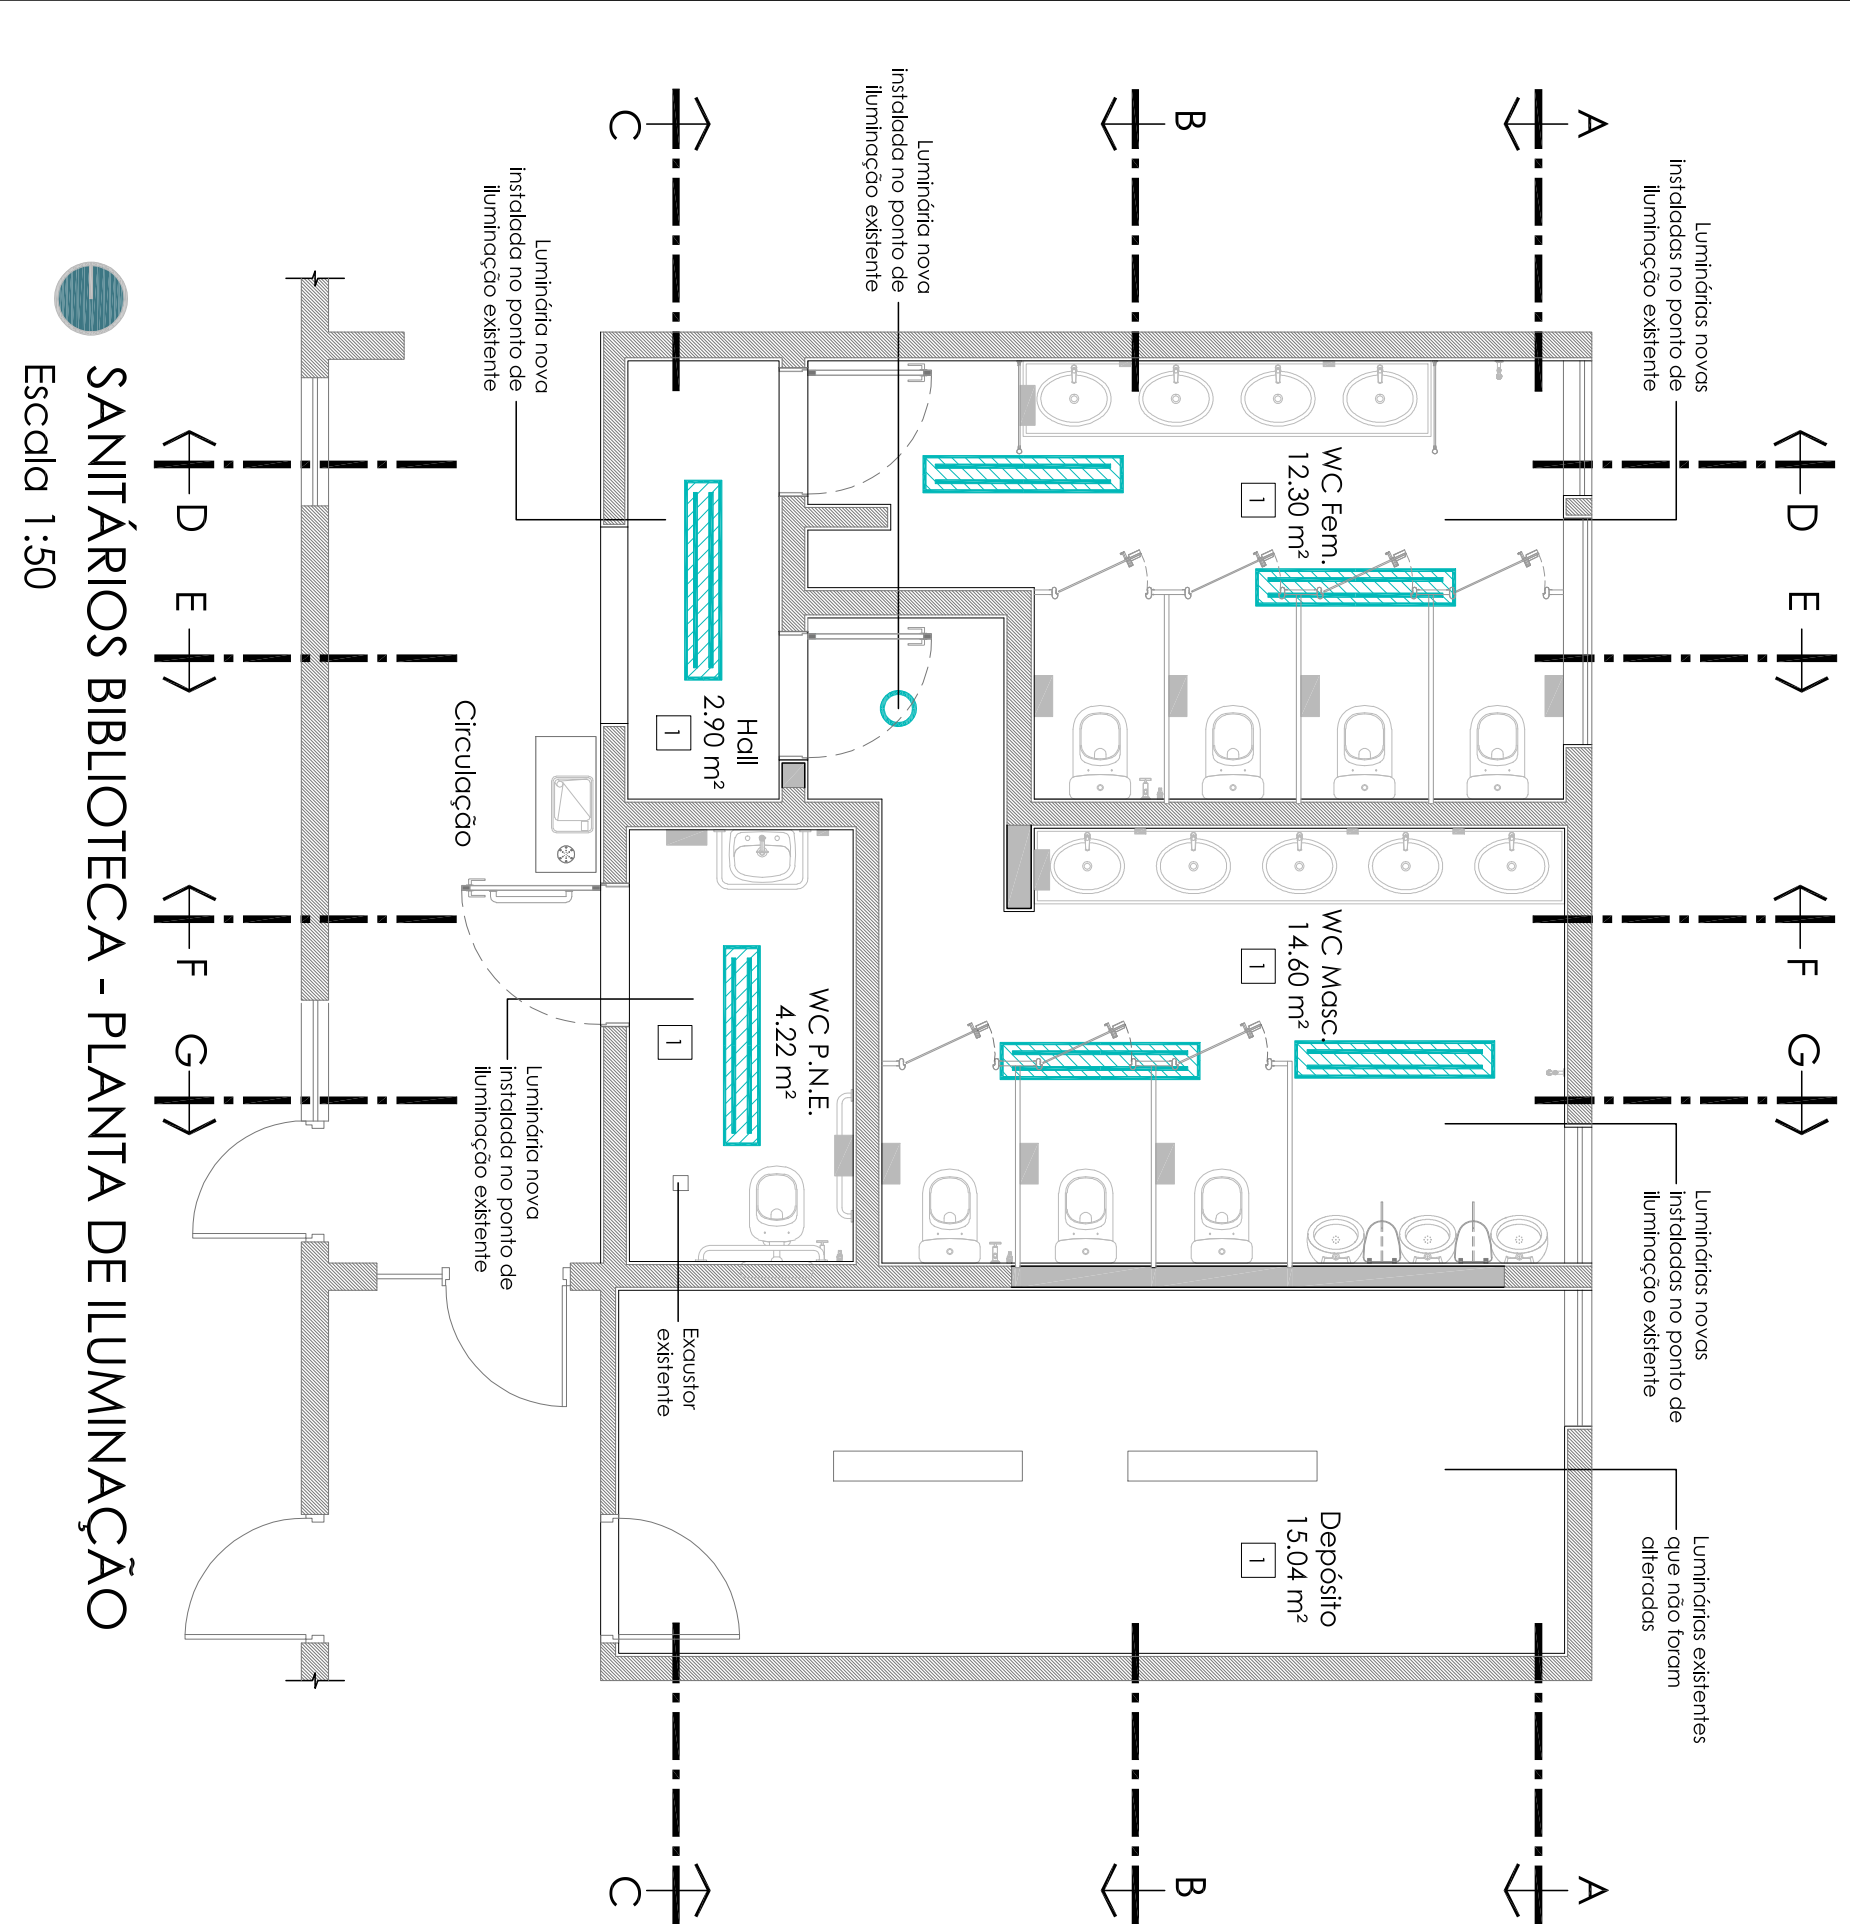 A
B
C
Luminárias novas
instaladas no ponto de
iluminação existente
Luminária nova
instalada no ponto de
iluminação existente
Luminária nova
instalada no ponto de
iluminação existente
D
E
F
G
WC Fem.
12.30 m²
1
Hall
2.90 m²
1
WC Masc.
14.60 m²
1
WC P.N.E.
4.22 m²
1
Circulação
Luminária nova
instalada no ponto de
iluminação existente
Exaustor
existente
Luminárias novas
instaladas no ponto de
iluminação existente
Luminárias existentes
que não foram
alteradas
Depósito
15.04 m²
1
D
E
F
G
A
B
C
SANITÁRIOS BIBLIOTECA - PLANTA DE ILUMINAÇÃO
Escala 1:50